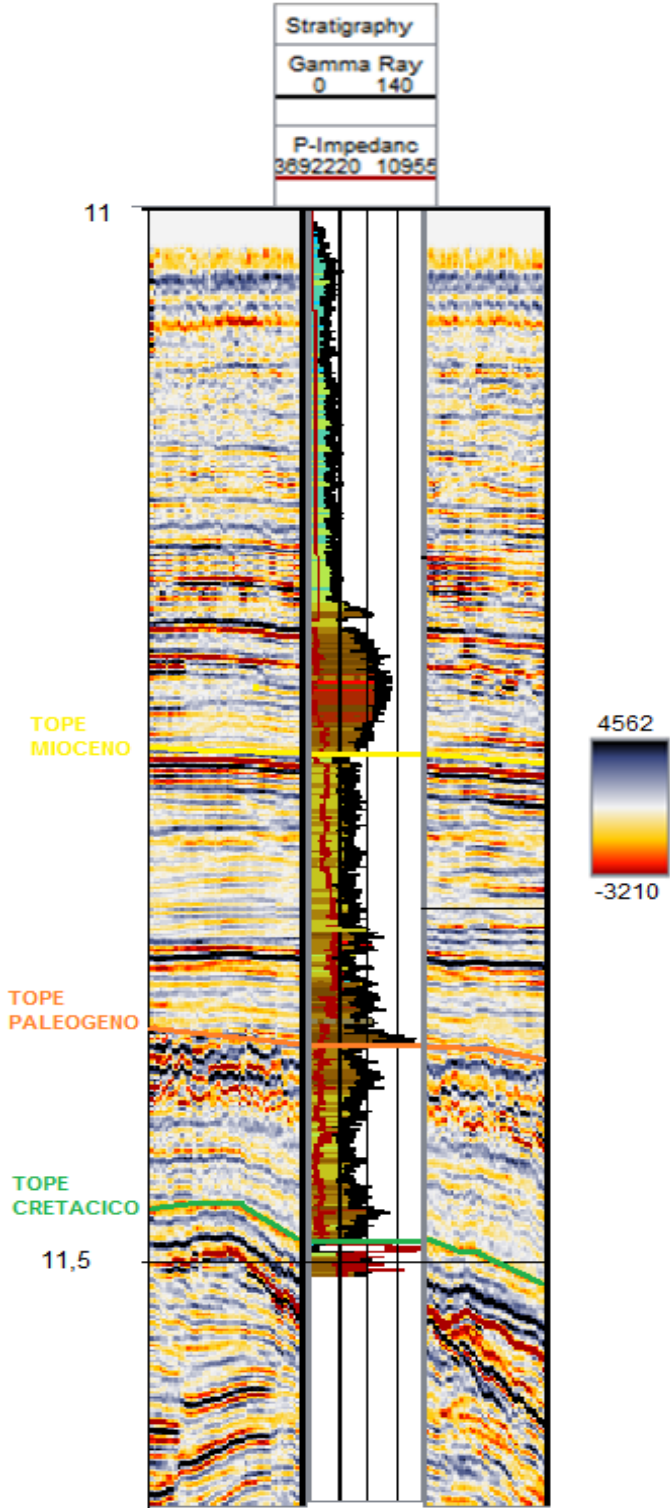 Stratigraphy
Gamma Ray
0 140
P-Impedanc
3692220 10955
11
TOPE
MIOCENO
4562
-3210
TOPE
PALEOGENO
TOPE
CRETACICO
11,5